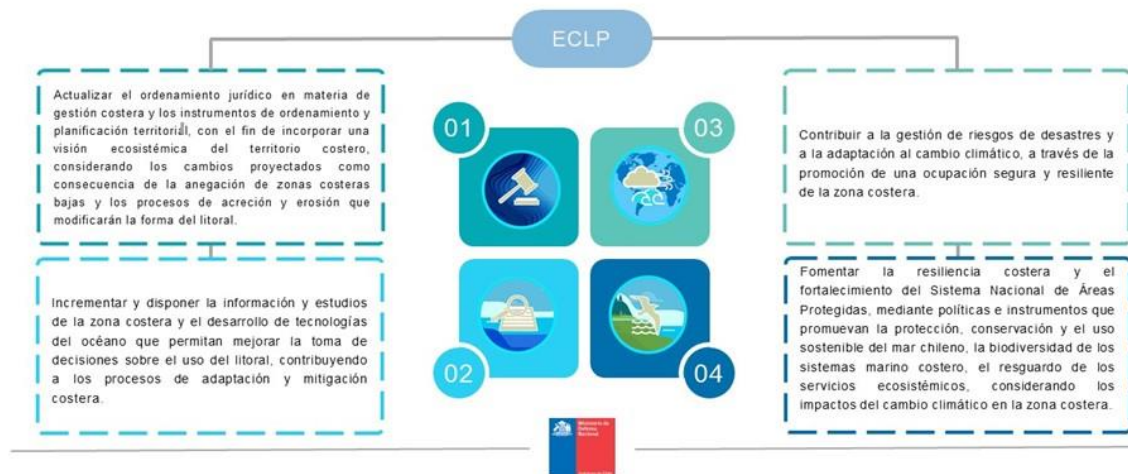 ECLP
Actualizar el ordenamiento jurídico en materia de
gestión costera y los instrumentos de ordenamiento y
planificación territorial, con el fin de incorporar una
visión ecosistémica del territorio costero,
considerando los cambios proyectados como
consecuencia de la anegación de zonas costeras
bajas y los procesos de acreción y erosión que
modificarán la forma del litoral.
Incrementar y disponer la información y estudios
de la zona costera y el desarrollo de tecnologías
del océano que permitan mejorar la toma de
decisiones sobre el uso del litoral, contribuyendo
a los procesos de adaptación y mitigación
costera.
01
03
02
04
Contribuir a la gestión de riesgos de desastres y
a la adaptación al cambio climático, a través de la
promoción de una ocupación segura y resiliente
de la zona costera.
Fomentar la resiliencia costera y el
fortalecimiento del Sistema Nacional de Áreas
Protegidas, mediante políticas e instrumentos que
promuevan la protección, conservación y el uso
sostenible del mar chileno, la biodiversidad de los
sistemas marino costero, el resguardo de los
servicios ecosistémicos, considerando los
impactos del cambio climático en la zona costera.
Ministerio de
Defensa
Nacional